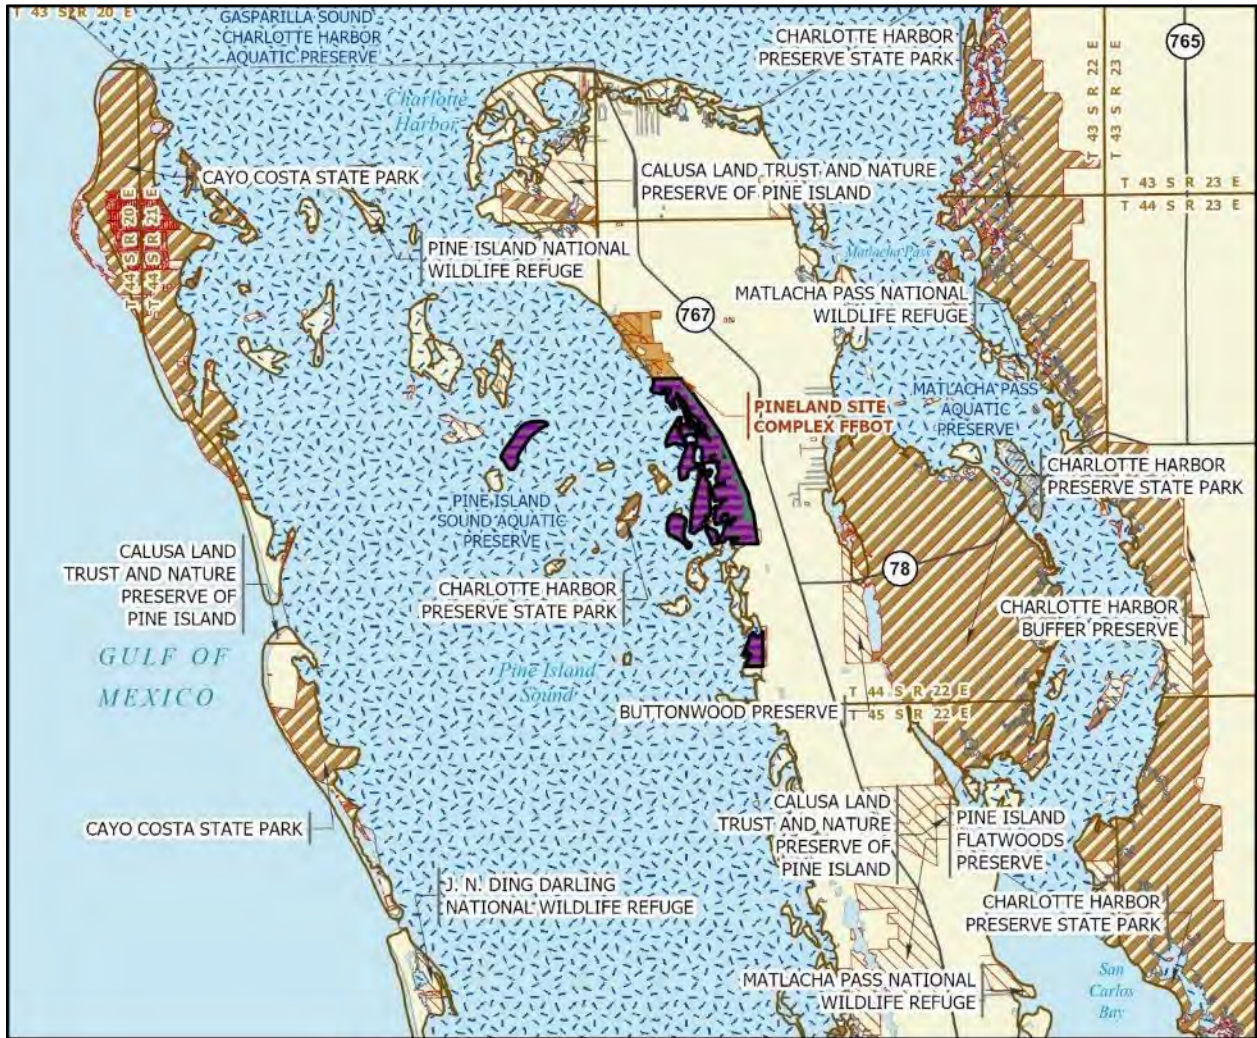 T 43 S R 20 E
GASPARILLA SOUND
CHARLOTTE HARBOR
AQUATIC PRESERVE
CHARLOTTE HARBOR
PRESERVE STATE PARK
765
T 43 S R 22 E
T 43 S R 23 E
Charlotte
Harbor
CAYO COSTA STATE PARK
CALUSA LAND TRUST AND NATURE
PRESERVE OF PINE ISLAND
T 43 S R 23 E
T 44 S R 23 E
T 44 S R 20 E
T 44 S R 21 E
PINE ISLAND NATIONAL
WILDLIFE REFUGE
Matlacha Pass
MATLACHA PASS NATIONAL
WILDLIFE REFUGE
767
MATLACHA PASS
AQUATIC
PRESERVE
PINELAND SITE
COMPLEX FFBOT
CHARLOTTE HARBOR
PRESERVE STATE PARK
PINE ISLAND
SOUND AQUATIC
PRESERVE
CALUSA LAND
TRUST AND NATURE
PRESERVE OF
PINE ISLAND
78
CHARLOTTE HARBOR
PRESERVE STATE PARK
CHARLOTTE HARBOR
BUFFER PRESERVE
GULF OF
MEXICO
Pine Island
Sound
T 44 S R 22 E
T 45 S R 22 E
BUTTONWOOD PRESERVE
CAYO COSTA STATE PARK
CALUSA LAND
TRUST AND NATURE
PRESERVE OF
PINE ISLAND
PINE ISLAND
FLATWOODS
PRESERVE
J. N. DING DARLING
NATIONAL WILDLIFE REFUGE
CHARLOTTE HARBOR
PRESERVE STATE PARK
MATLACHA PASS NATIONAL
WILDLIFE REFUGE
San
Carlos
Bay